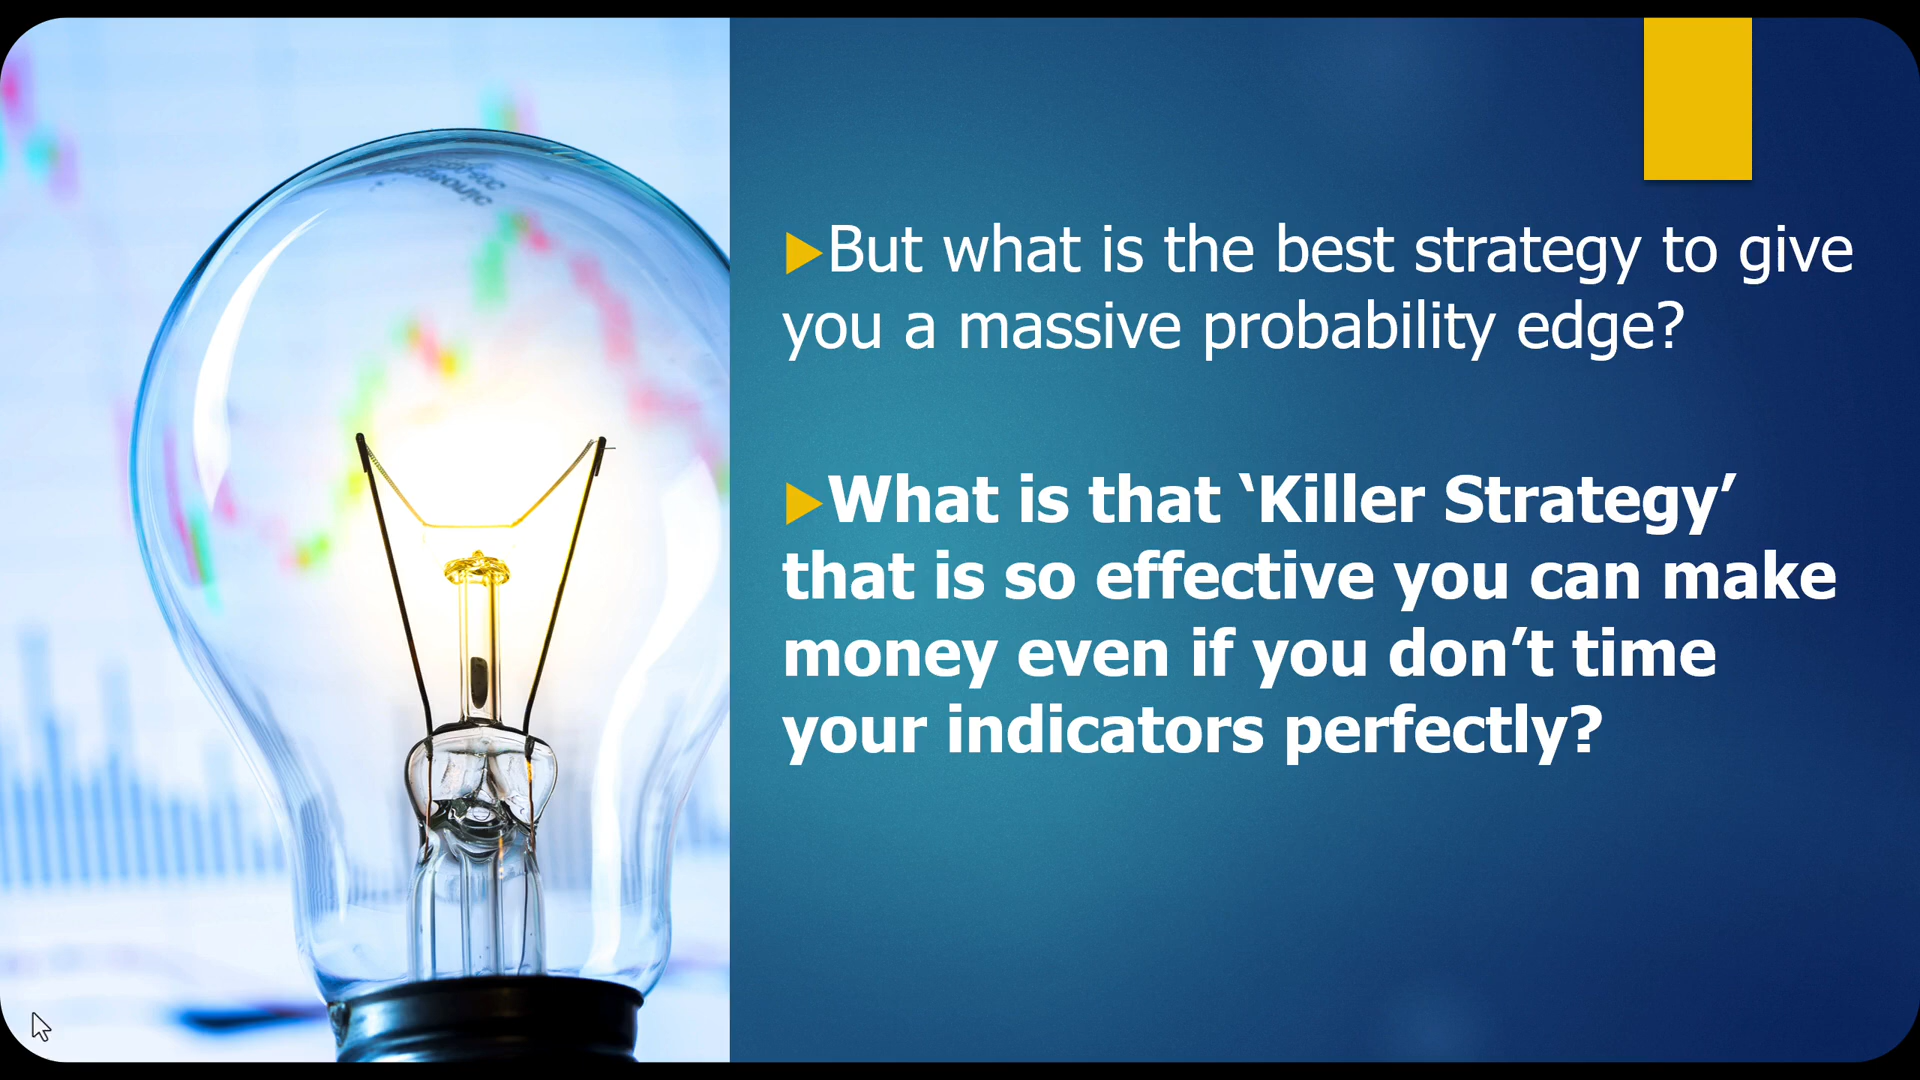 But what is the best strategy to give
you a massive probability edge?
What is that ‘Killer Strategy’
that is so effective you can make
money even if you don’t time
your indicators perfectly?